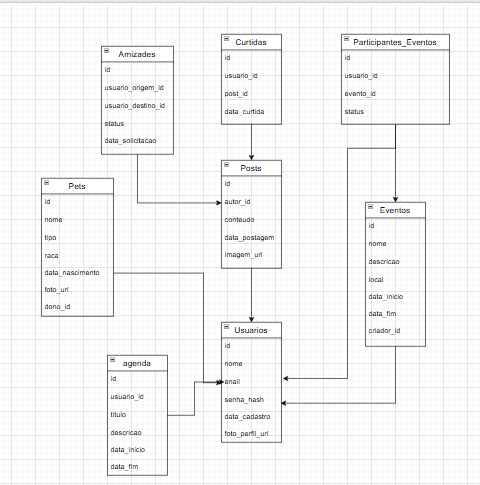 Amizades
id
usuario_origem_id
usuario_destino_id
status
data_solicitacao
Curtidas
id
usuario_id
post_id
data_curtida
Participantes_Eventos
id
usuario_id
evento_id
status
Pets
id
nome
tipo
raca
data_nascimento
foto_url
dono_id
Posts
id
autor_id
conteudo
data_postagem
imagem_url
Eventos
id
nome
descricao
local
data_inicio
data_fim
criador_id
agenda
id
usuario_id
titulo
descricao
data_inicio
data_fim
Usuarios
id
nome
enail
senha_hash
data_cadastro
foto_perfil_url